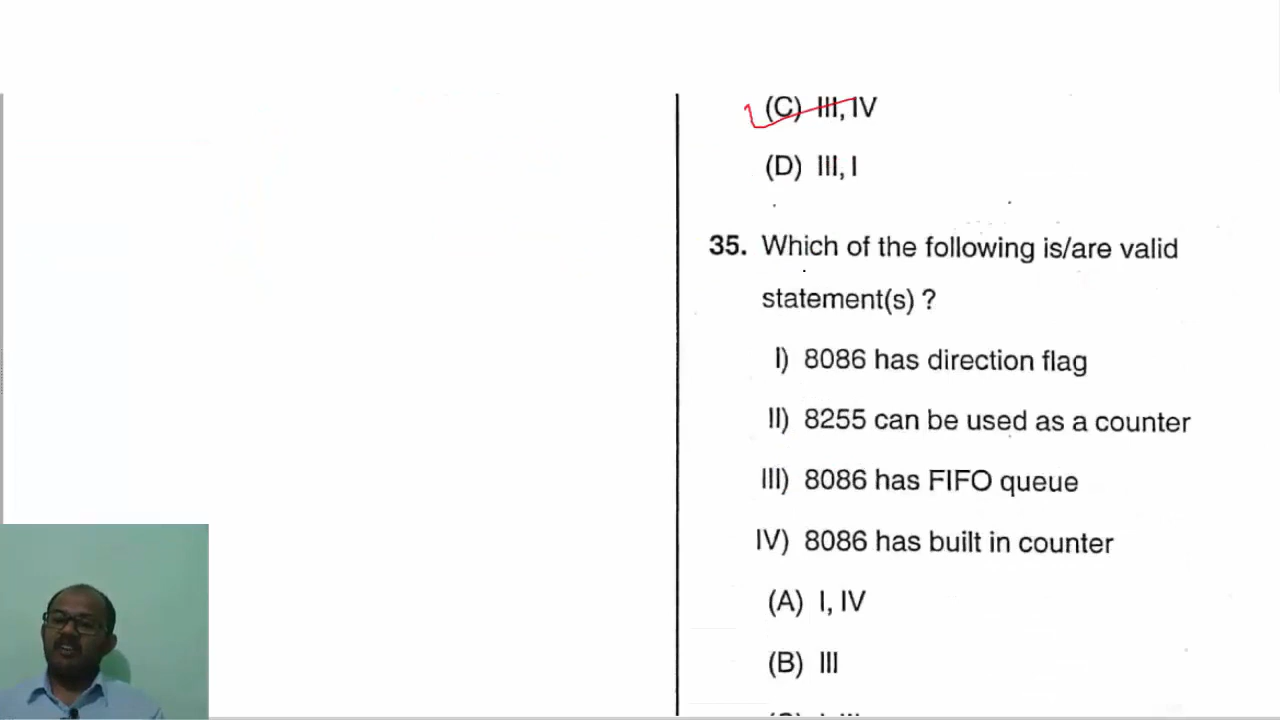 (C) III, IV
(D) III, I
35. Which of the following is/are valid
statement(s) ?
I) 8086 has direction flag
II) 8255 can be used as a counter
III) 8086 has FIFO queue
IV) 8086 has built in counter
(A) I, IV
(B) III